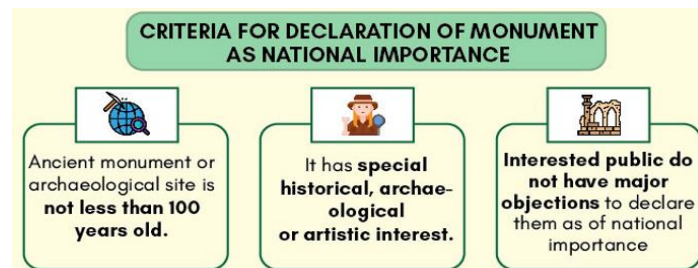 CRITERIA FOR DECLARATION OF MONUMENT
AS NATIONAL IMPORTANCE
Ancient monument or
archaeological site is
not less than 100
years old.
It has special
historical, archae-
ological
or artistic interest.
Interested public do
not have major
objections to declare
them as of national
importance